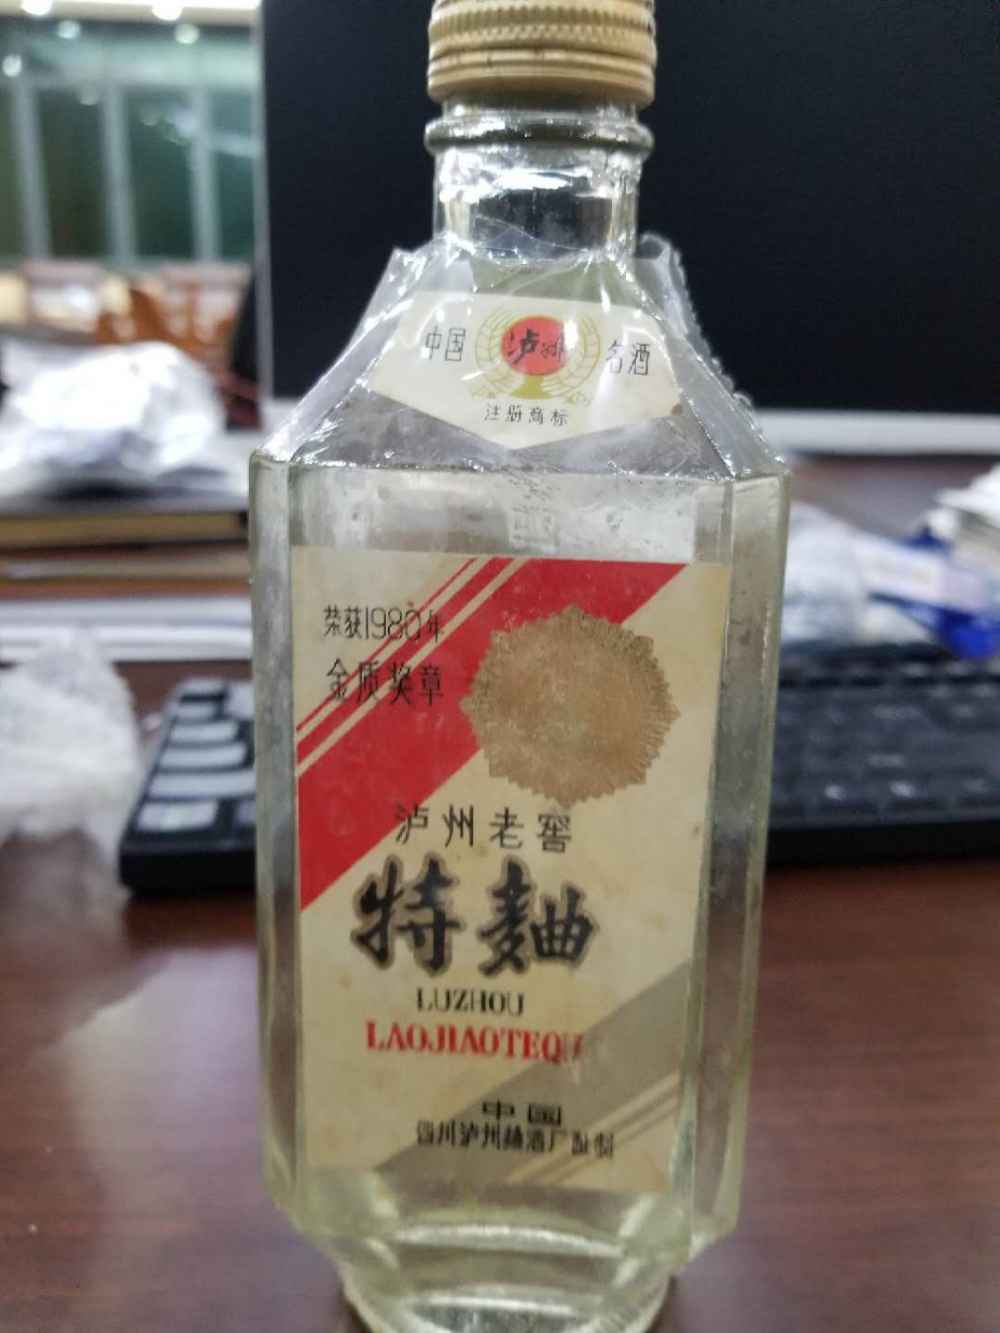 中国 泸州 名酒
注册商标
荣获1980年
金质奖章
泸州老窖
特麯
LUZHOU
LAOJIAOTEQU
中国
四川泸州麯酒厂出制